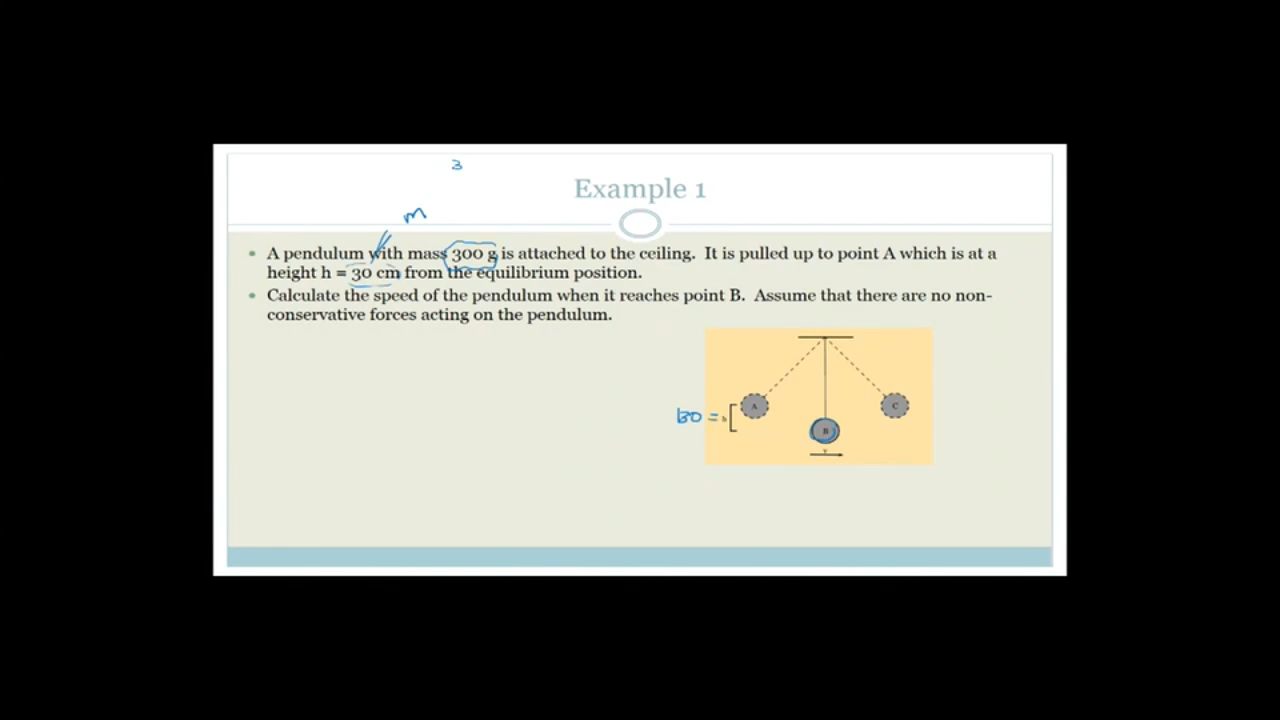 3
Example 1
m
• A pendulum with mass 300 g is attached to the ceiling. It is pulled up to point A which is at a
height h = 30 cm from the equilibrium position.
• Calculate the speed of the pendulum when it reaches point B. Assume that there are no non-
conservative forces acting on the pendulum.
A
C
=
h
B
v